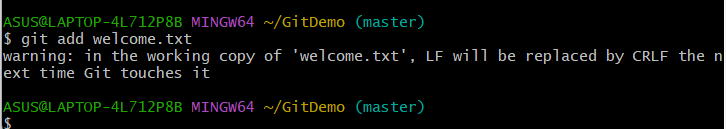 ASUS@LAPTOP-4L712P8B MINGW64 ~/GitDemo (master)
$ git add welcome.txt
warning: in the working copy of 'welcome.txt', LF will be replaced by CRLF the n
ext time Git touches it
ASUS@LAPTOP-4L712P8B MINGW64 ~/GitDemo (master)
$